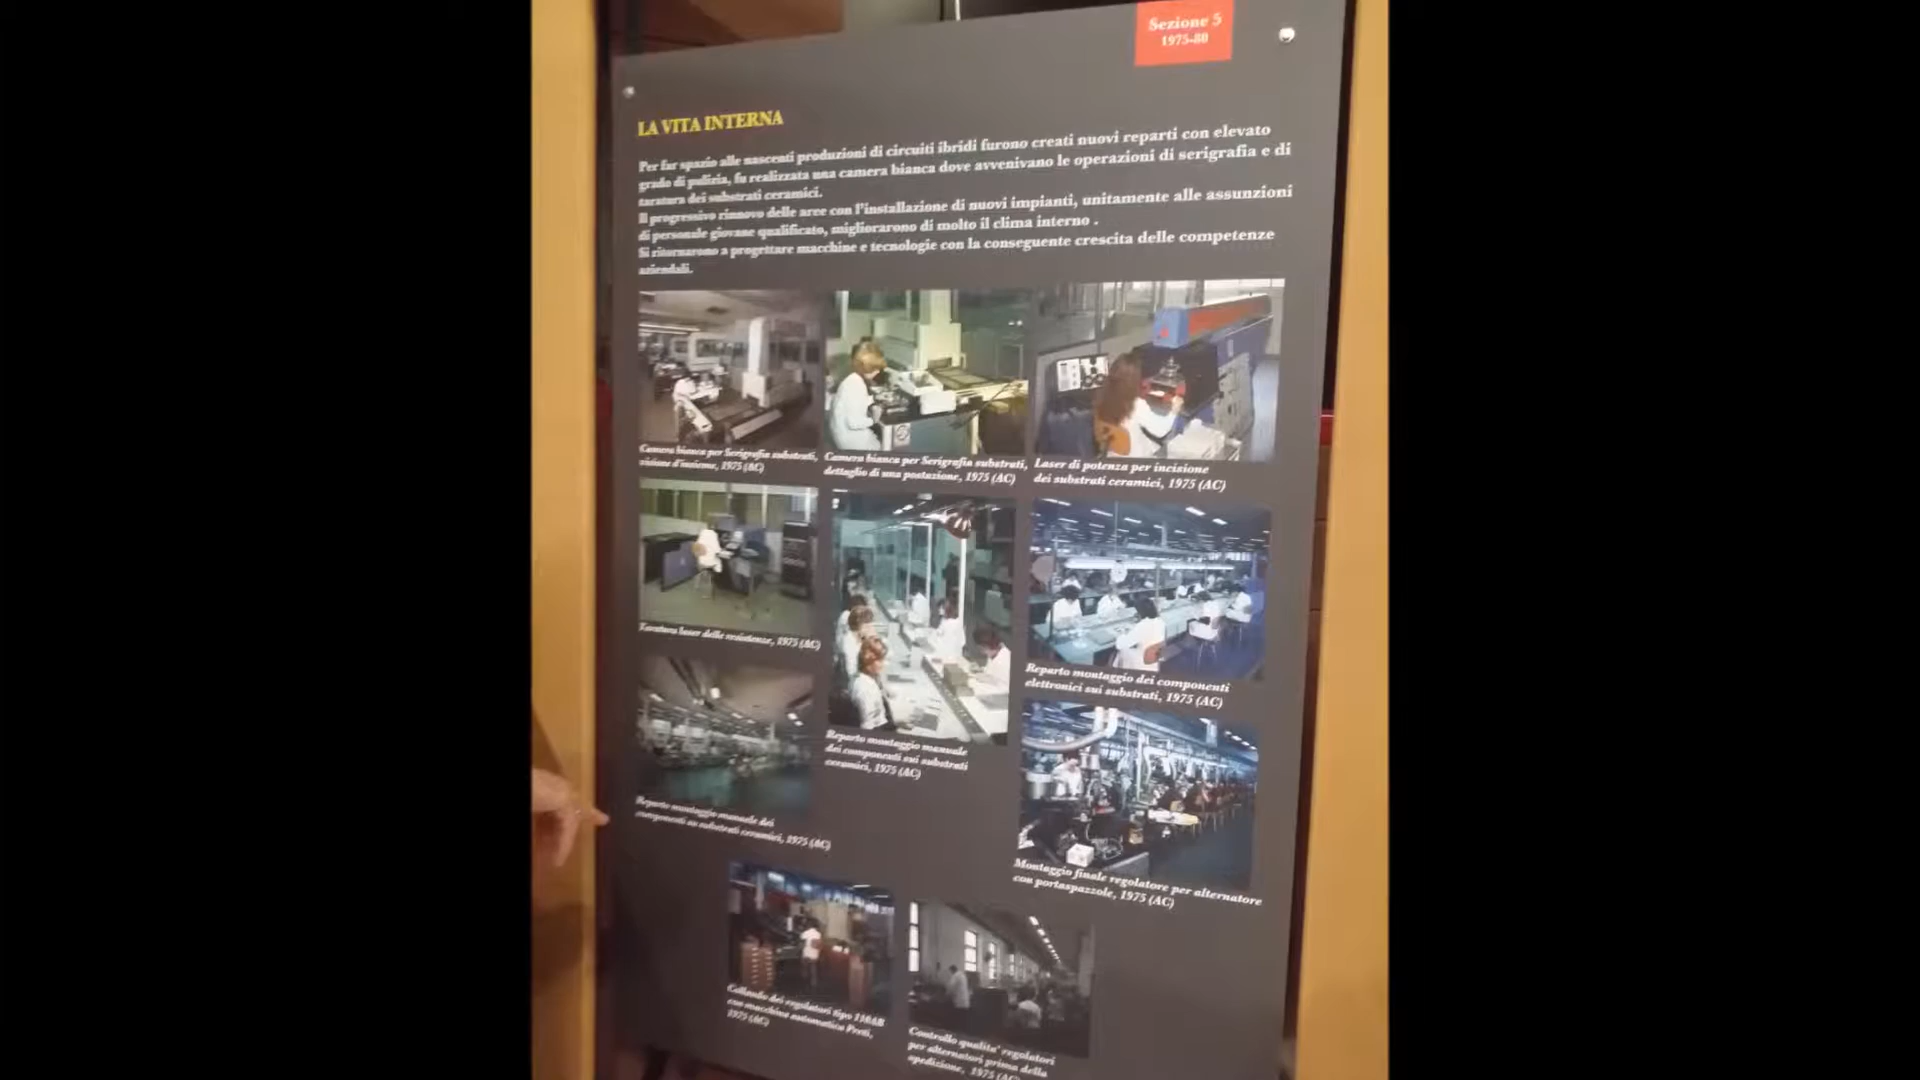 Sezione 5
1975-80
LA VITA INTERNA
Per far spazio alle nascenti produzioni di circuiti ibridi furono creati nuovi reparti con elevato
grado di pulizia, fu realizzata una camera bianca dove avvenivano le operazioni di serigrafia e di
taratura dei substrati ceramici.
Il progressivo rinnovo delle aree con l'installazione di nuovi impianti, unitamente alle assunzioni
di personale giovane qualificato, migliorarono di molto il clima interno .
Si ritornarono a progettare macchine e tecnologie con la conseguente crescita delle competenze
aziendali.
Camera bianca per Serigrafia substrati,
visione d'insieme, 1975 (AC)
Camera bianca per Serigrafia substrati,
dettaglio di una postazione, 1975 (AC)
Laser di potenza per incisione
dei substrati ceramici, 1975 (AC)
Taratura laser delle resistenze, 1975 (AC)
Reparto montaggio manuale
dei componenti sui substrati
ceramici, 1975 (AC)
Reparto montaggio dei componenti
elettronici sui substrati, 1975 (AC)
Reparto montaggio manuale dei
componenti su substrati ceramici, 1975 (AC)
Montaggio finale regolatore per alternatore
con portaspazzole, 1975 (AC)
Collaudo dei regolatori tipo
con macchina automatica
1975 (AC)
Controllo qualita' regolatori
per alternatori prima della
spedizione, 1975 (AC)